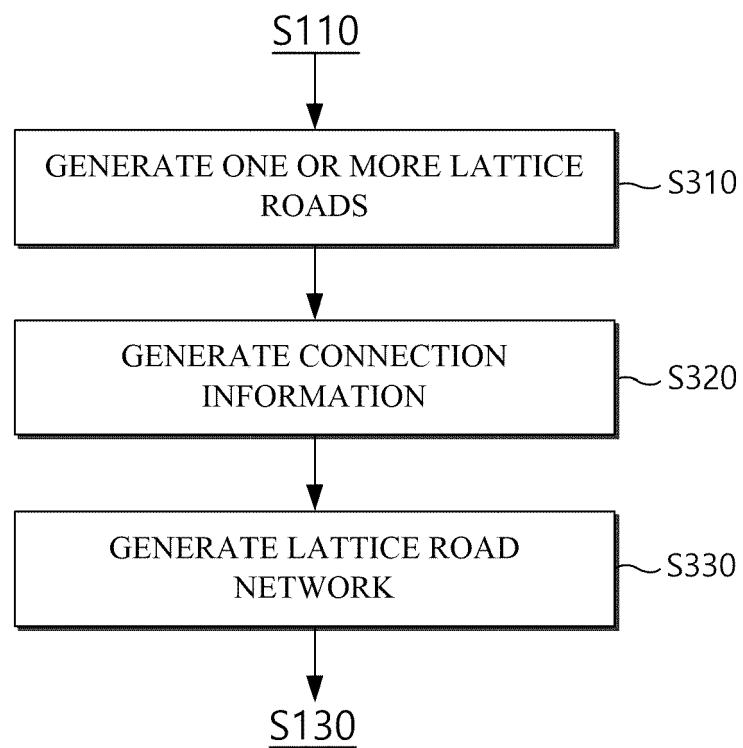 S110
GENERATE ONE OR MORE LATTICE
ROADS
S310
GENERATE CONNECTION
INFORMATION
S320
GENERATE LATTICE ROAD
NETWORK
S330
S130